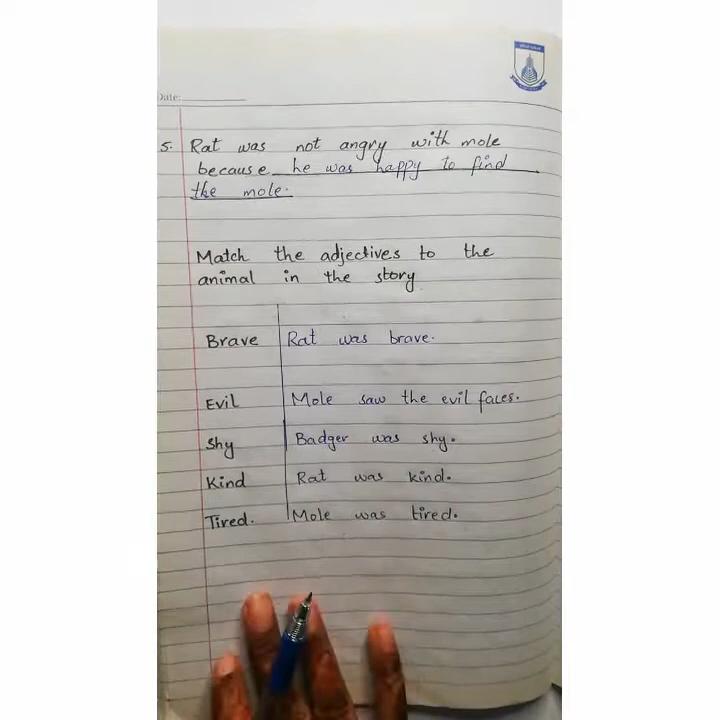 Date:
5. Rat was not angry with mole
because he was happy to find
the mole.
Match the adjectives to the
animal in the story
Brave Rat was brave.
Evil Mole saw the evil faces.
Shy Badger was shy.
Kind Rat was kind.
Tired. Mole was tired.